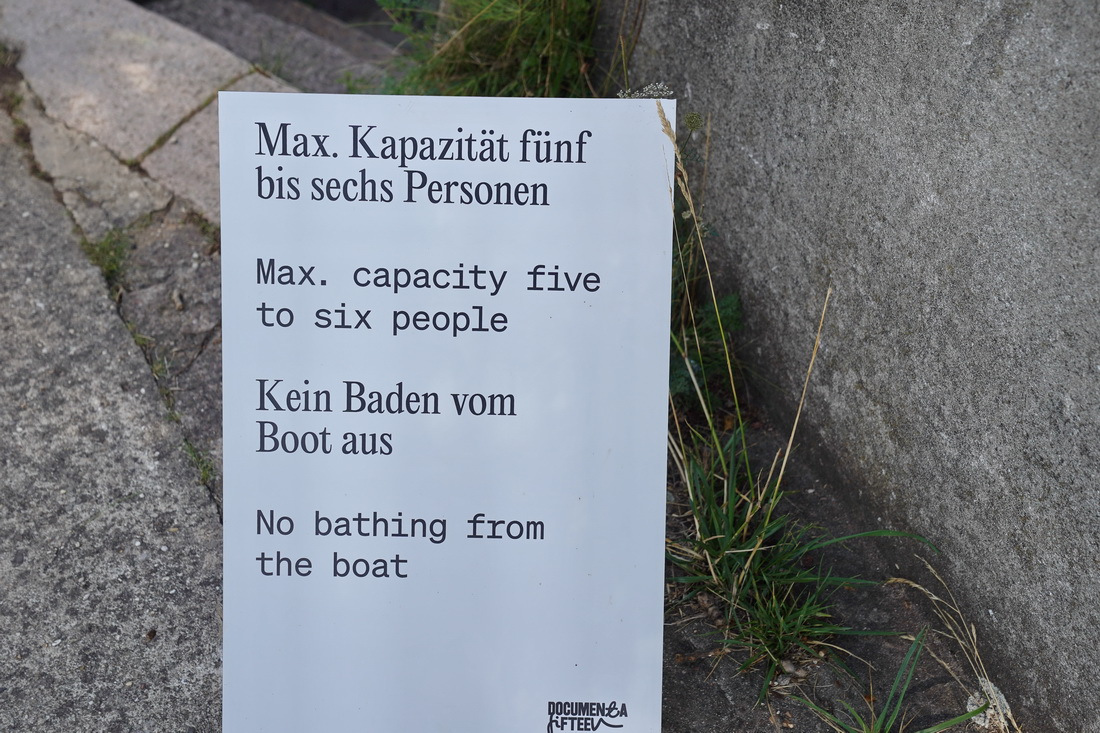 Max. Kapazität fünf
bis sechs Personen
Max. capacity five
to six people
Kein Baden vom
Boot aus
No bathing from
the boat
DOCUMENTA
FIFTEEN